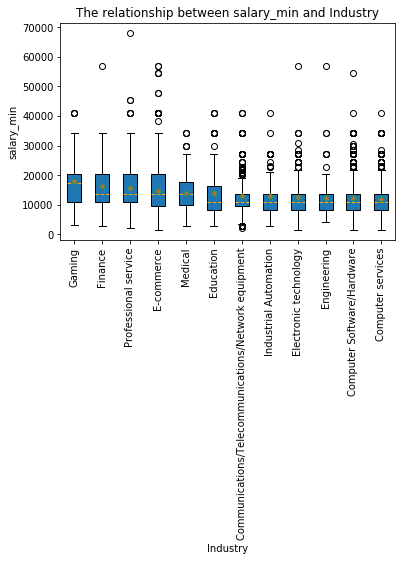 The relationship between salary_min and Industry
salary_min
70000
60000
50000
40000
30000
20000
10000
0
Gaming
Finance
Professional service
E-commerce
Medical
Education
Communications/Telecommunications/Network equipment
Industrial Automation
Electronic technology
Engineering
Computer Software/Hardware
Computer services
Industry